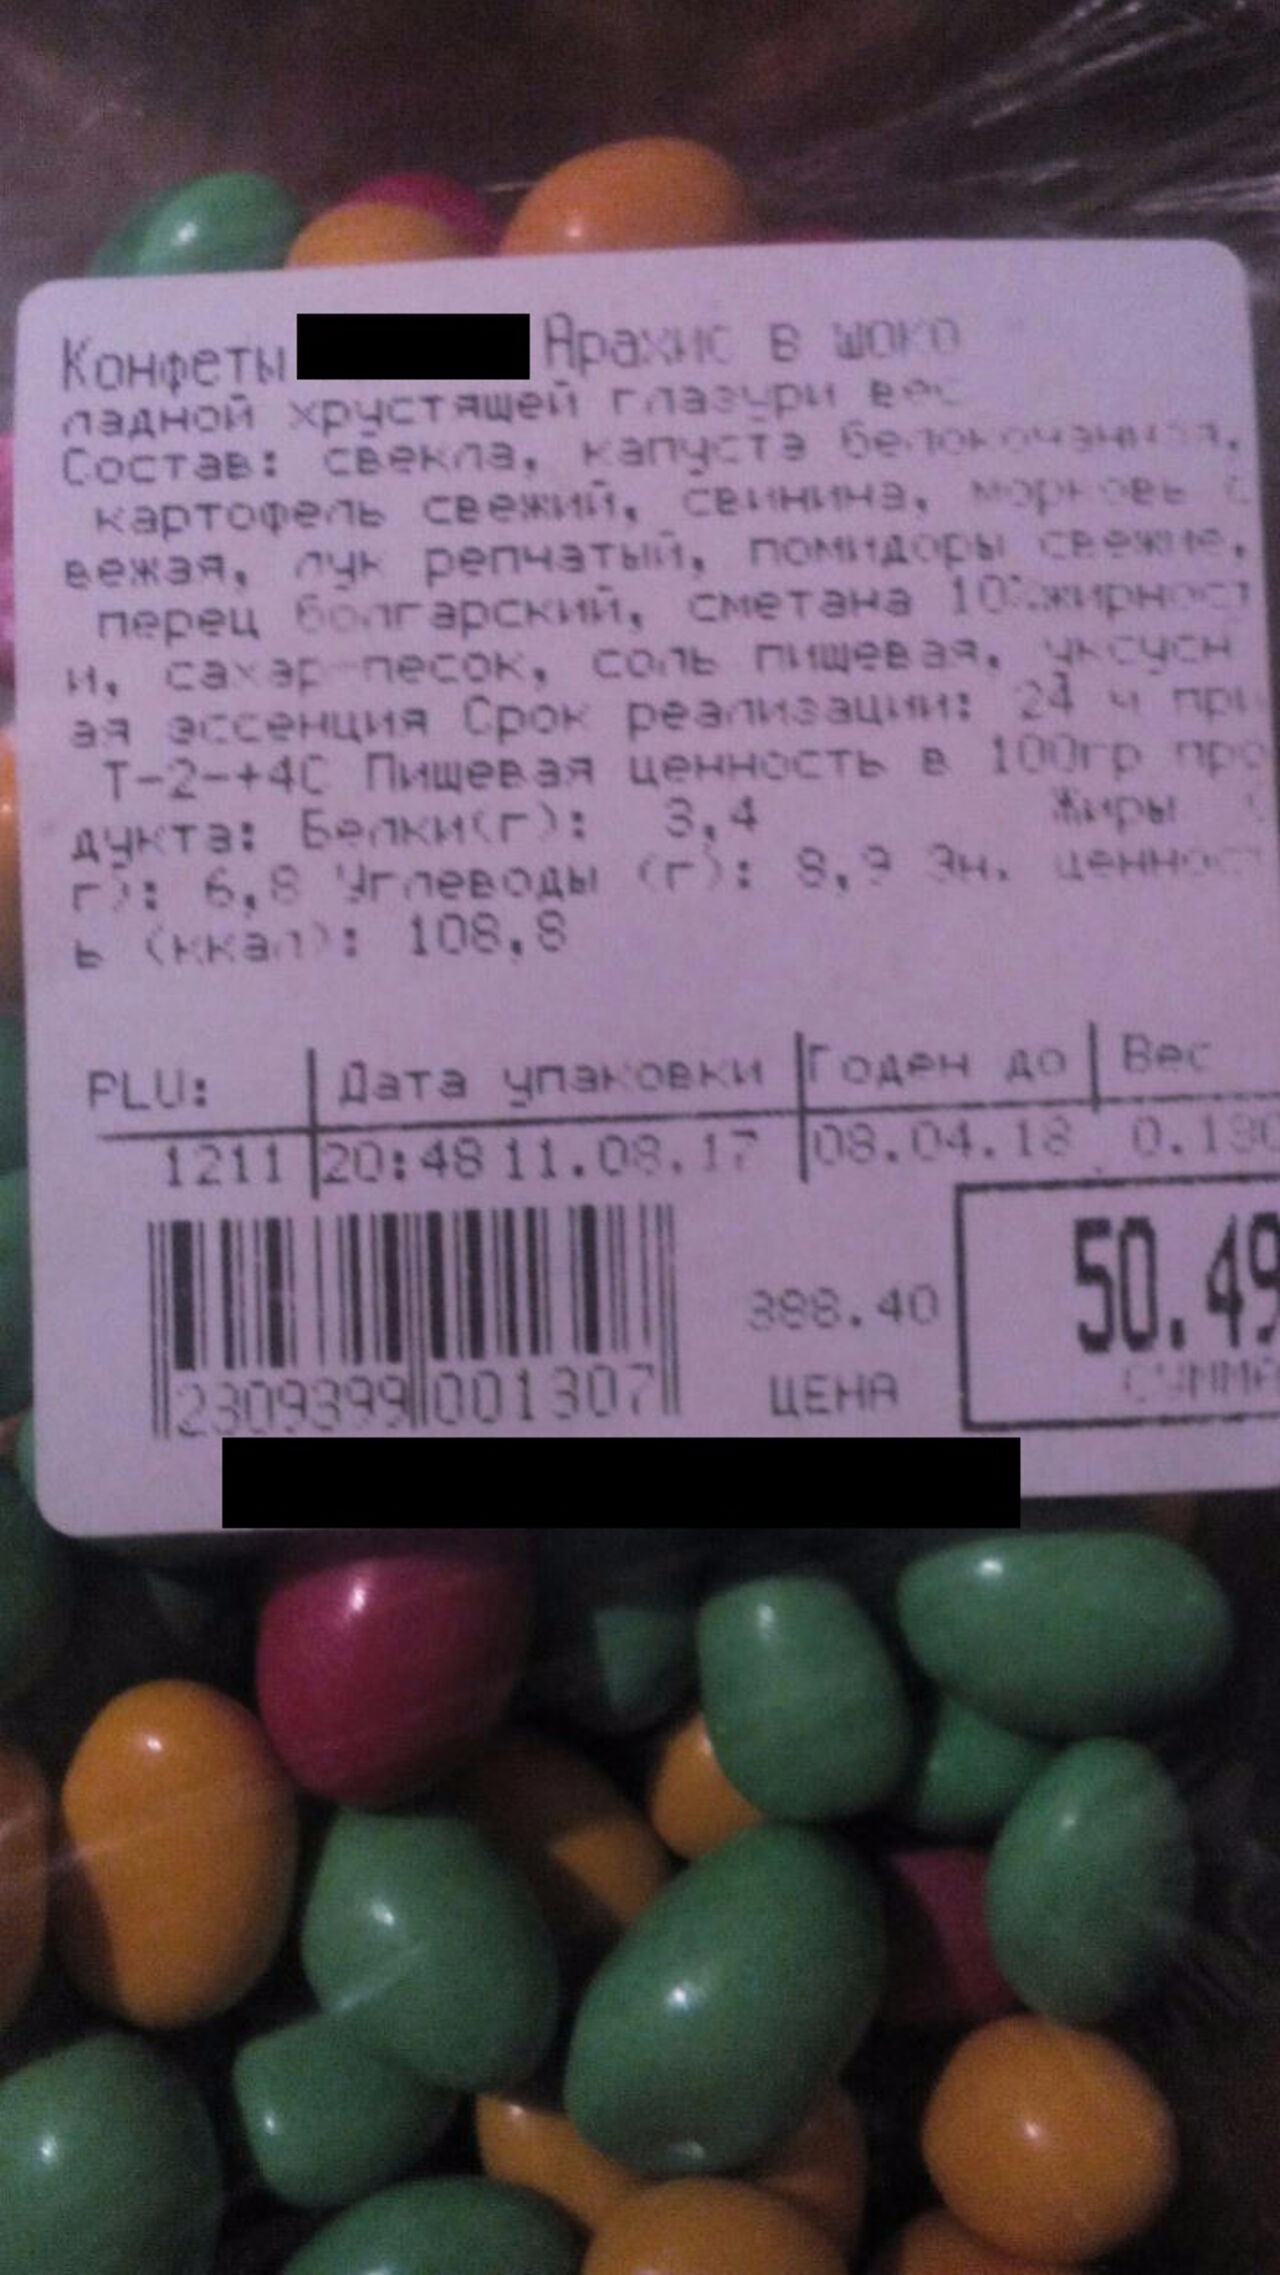 Конфеты Арахис в шоко
ладной хрустящей глазури вес
Состав: свекла, капуста белокочанная,
картофель свежий, свинина, морковь с
вежая, лук репчатый, помидоры свежие,
перец болгарский, сметана 10%жирност
и, сахар-песок, соль пищевая, уксусн
ая эссенция Срок реализации: 24 ч при
Т-2-+4С Пищевая ценность в 100гр про
дукта: Белки(г): 3,4 Жиры (
г): 6,8 Углеводы (г): 8,9 Эн. ценност
ь (ккал): 108,8
PLU: Дата упаковки Годен до Вес
1211 20:48 11.08.17 08.04.18 0.130
50.49
388.40
СУММА
ЦЕНА
2309399001307